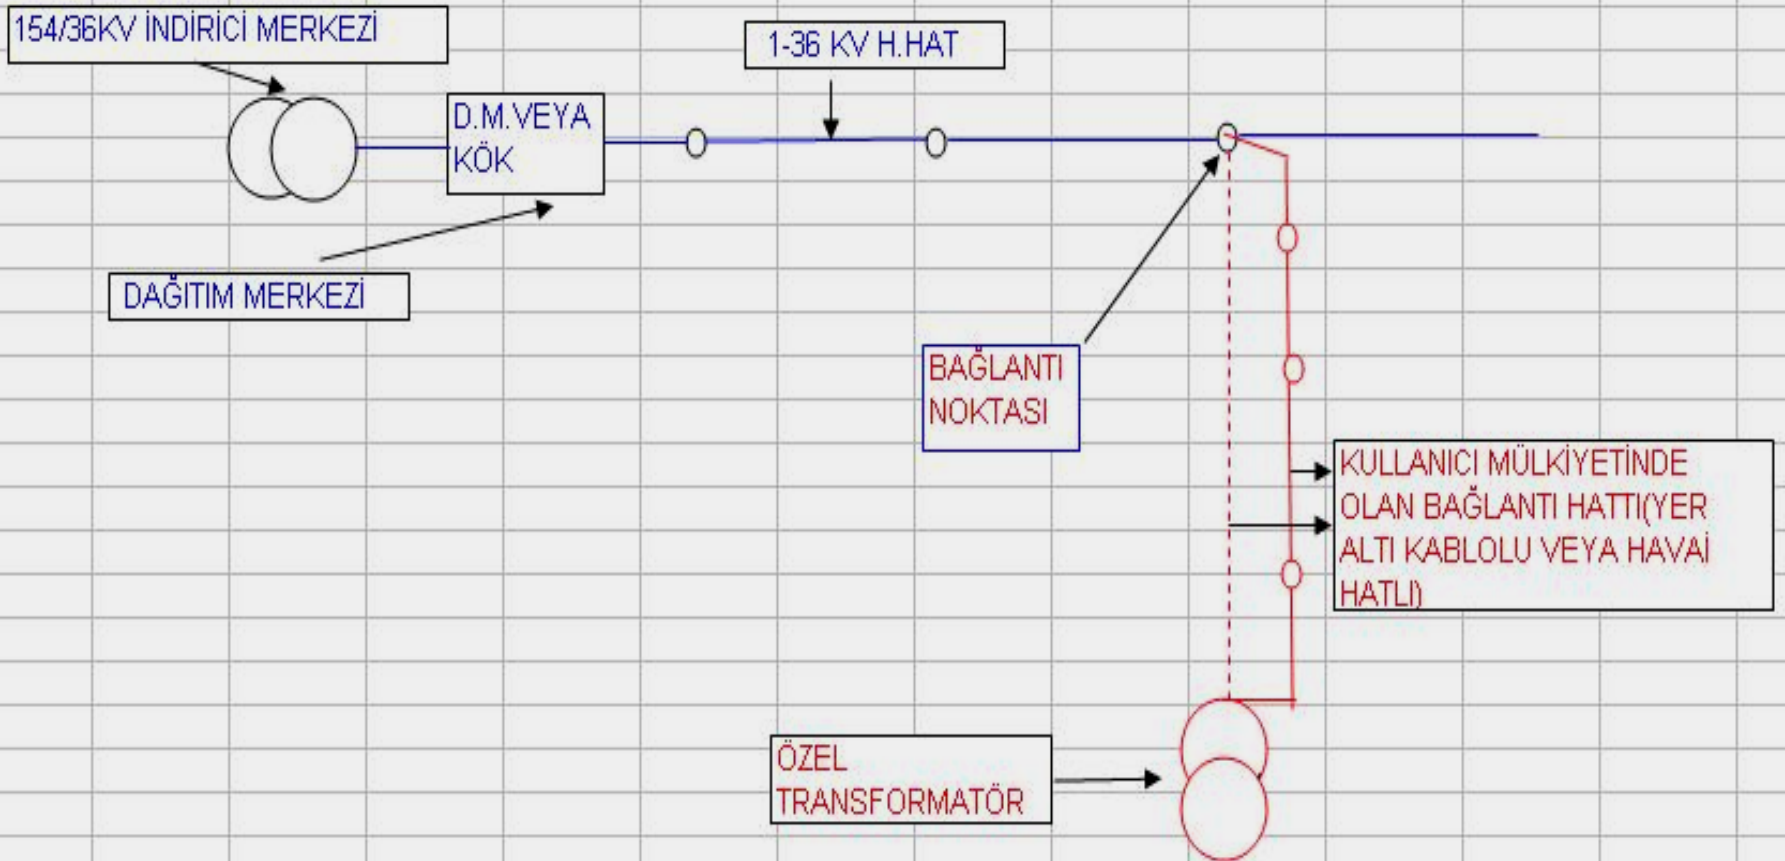 154/36KV İNDİRİCİ MERKEZİ
1-36 KV H.HAT
D.M.VEYA
KÖK
DAĞITIM MERKEZİ
BAĞLANTI
NOKTASI
KULLANICI MÜLKİYETİNDE
OLAN BAĞLANTI HATTI(YER
ALTI KABLOLU VEYA HAVAİ
HATLI)
ÖZEL
TRANSFORMATÖR